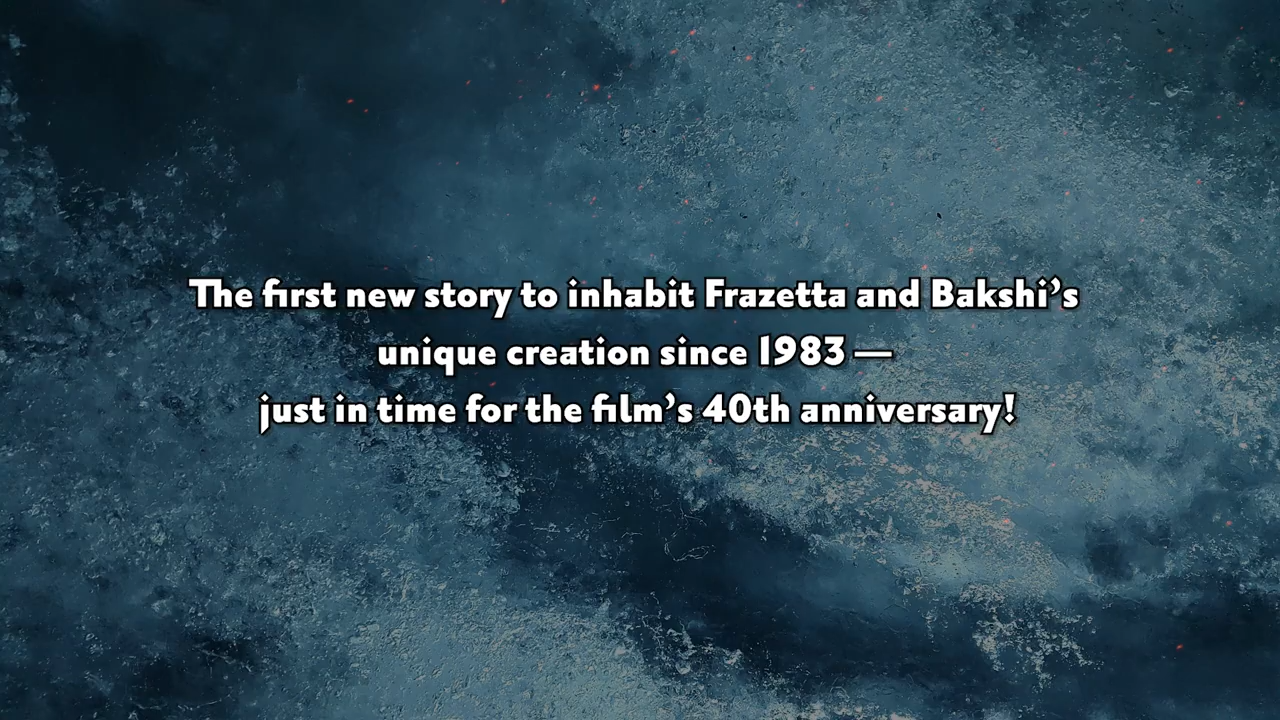 The first new story to inhabit Frazetta and Bakshi’s
unique creation since 1983 —
just in time for the film’s 40th anniversary!